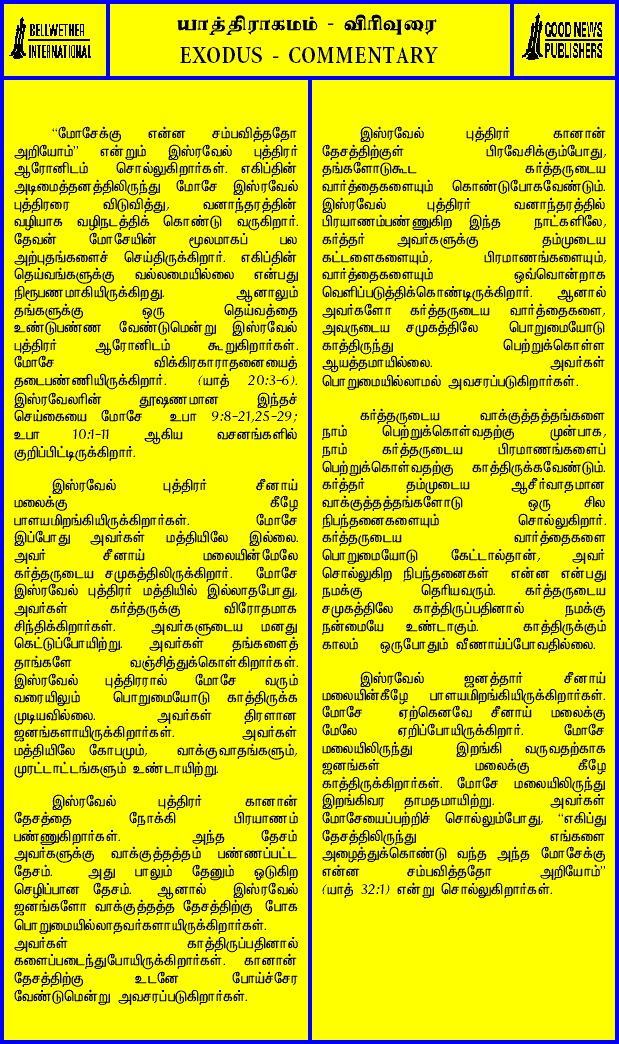 BELLWETHER
INTERNATIONAL
யாத்திராகமம் - விரிவுரை
EXODUS - COMMENTARY
GOOD NEWS
PUBLISHERS
"மோசேக்கு என்ன சம்பவித்ததோ
அறியோம்" என்றும் இஸ்ரவேல் புத்திரர்
ஆரோனிடம் சொல்லுகிறார்கள். எகிப்தின்
அடிமைத்தனத்திலிருந்து மோசே இஸ்ரவேல்
புத்திரரை விடுவித்து, வனாந்தரத்தின்
வழியாக வழிநடத்திக் கொண்டு வருகிறார்.
தேவன் மோசேயின் மூலமாகப் பல
அற்புதங்களைச் செய்திருக்கிறார். எகிப்தின்
தெய்வங்களுக்கு வல்லமையில்லை என்பது
நிரூபணமாகியிருக்கிறது. ஆனாலும்
தங்களுக்கு ஒரு தெய்வத்தை
உண்டுபண்ண வேண்டுமென்று இஸ்ரவேல்
புத்திரர் ஆரோனிடம் கூறுகிறார்கள்.
மோசே விக்கிரகாராதனையைத்
தடைபண்ணியிருக்கிறார். (யாத் 20:3-6).
இஸ்ரவேலரின் தூஷணமான இந்தச்
செய்கையை மோசே உபா 9:8-21,25-29;
உபா 10:1-11 ஆகிய வசனங்களில்
குறிப்பிட்டிருக்கிறார்.
இஸ்ரவேல் புத்திரர் சீனாய்
மலைக்கு கீழே
பாளயமிறங்கியிருக்கிறார்கள். மோசே
இப்போது அவர்கள் மத்தியிலே இல்லை.
அவர் சீனாய் மலையின்மேலே
கர்த்தருடைய சமுகத்திலிருக்கிறார். மோசே
இஸ்ரவேல் புத்திரர் மத்தியில் இல்லாதபோது,
அவர்கள் கர்த்தருக்கு விரோதமாக
சிந்திக்கிறார்கள். அவர்களுடைய மனது
கெட்டுப்போயிற்று. அவர்கள் தங்களைத்
தாங்களே வஞ்சித்துக்கொள்கிறார்கள்.
இஸ்ரவேல் புத்திரரால் மோசே வரும்
வரையிலும் பொறுமையோடு காத்திருக்க
முடியவில்லை. அவர்கள் திரளான
ஜனங்களாயிருக்கிறார்கள். அவர்கள்
மத்தியிலே கோபமும், வாக்குவாதங்களும்,
முரட்டாட்டங்களும் உண்டாயிற்று.
இஸ்ரவேல் புத்திரர் கானான்
தேசத்தை நோக்கி பிரயாணம்
பண்ணுகிறார்கள். அந்த தேசம்
அவர்களுக்கு வாக்குத்தத்தம் பண்ணப்பட்ட
தேசம். அது பாலும் தேனும் ஓடுகிற
செழிப்பான தேசம். ஆனால் இஸ்ரவேல்
ஜனங்களோ வாக்குத்தத்த தேசத்திற்கு போக
பொறுமையில்லாதவர்களாயிருக்கிறார்கள்.
அவர்கள் காத்திருப்பதினால்
களைப்படைந்துபோயிருக்கிறார்கள். கானான்
தேசத்திற்கு உடனே போய்ச்சேர
வேண்டுமென்று அவசரப்படுகிறார்கள்.
இஸ்ரவேல் புத்திரர் கானான்
தேசத்திற்குள் பிரவேசிக்கும்போது,
தங்களோடுகூட கர்த்தருடைய
வார்த்தைகளையும் கொண்டுபோகவேண்டும்.
இஸ்ரவேல் புத்திரர் வனாந்தரத்தில்
பிரயாணம்பண்ணுகிற இந்த நாட்களிலே,
கர்த்தர் அவர்களுக்கு தம்முடைய
கட்டளைகளையும், பிரமாணங்களையும்,
வார்த்தைகளையும் ஒவ்வொன்றாக
வெளிப்படுத்திக்கொண்டிருக்கிறார். ஆனால்
அவர்களோ கர்த்தருடைய வார்த்தைகளை,
அவருடைய சமுகத்திலே பொறுமையோடு
காத்திருந்து பெற்றுக்கொள்ள
ஆயத்தமாயில்லை. அவர்கள்
பொறுமையில்லாமல் அவசரப்படுகிறார்கள்.
கர்த்தருடைய வாக்குத்தத்தங்களை
நாம் பெற்றுக்கொள்வதற்கு முன்பாக,
நாம் கர்த்தருடைய பிரமாணங்களைப்
பெற்றுக்கொள்வதற்கு காத்திருக்கவேண்டும்.
கர்த்தர் தம்முடைய ஆசீர்வாதமான
வாக்குத்தத்தங்களோடு ஒரு சில
நிபந்தனைகளையும் சொல்லுகிறார்.
கர்த்தருடைய வார்த்தைகளை
பொறுமையோடு கேட்டால்தான், அவர்
சொல்லுகிற நிபந்தனைகள் என்ன என்பது
நமக்கு தெரியவரும். கர்த்தருடைய
சமுகத்திலே காத்திருப்பதினால் நமக்கு
நன்மையே உண்டாகும். காத்திருக்கும்
காலம் ஒருபோதும் வீணாய்ப்போவதில்லை.
இஸ்ரவேல் ஜனத்தார் சீனாய்
மலையின்கீழே பாளயமிறங்கியிருக்கிறார்கள்.
மோசே ஏற்கெனவே சீனாய் மலைக்கு
மேலே ஏறிப்போயிருக்கிறார். மோசே
மலையிலிருந்து இறங்கி வருவதற்காக
ஜனங்கள் மலைக்கு கீழே
காத்திருக்கிறார்கள். மோசே மலையிலிருந்து
இறங்கிவர தாமதமாயிற்று. அவர்கள்
மோசேயைப்பற்றிச் சொல்லும்போது, "எகிப்து
தேசத்திலிருந்து எங்களை
அழைத்துக்கொண்டு வந்த அந்த மோசேக்கு
என்ன சம்பவித்ததோ அறியோம்"
(யாத் 32:1) என்று சொல்லுகிறார்கள்.